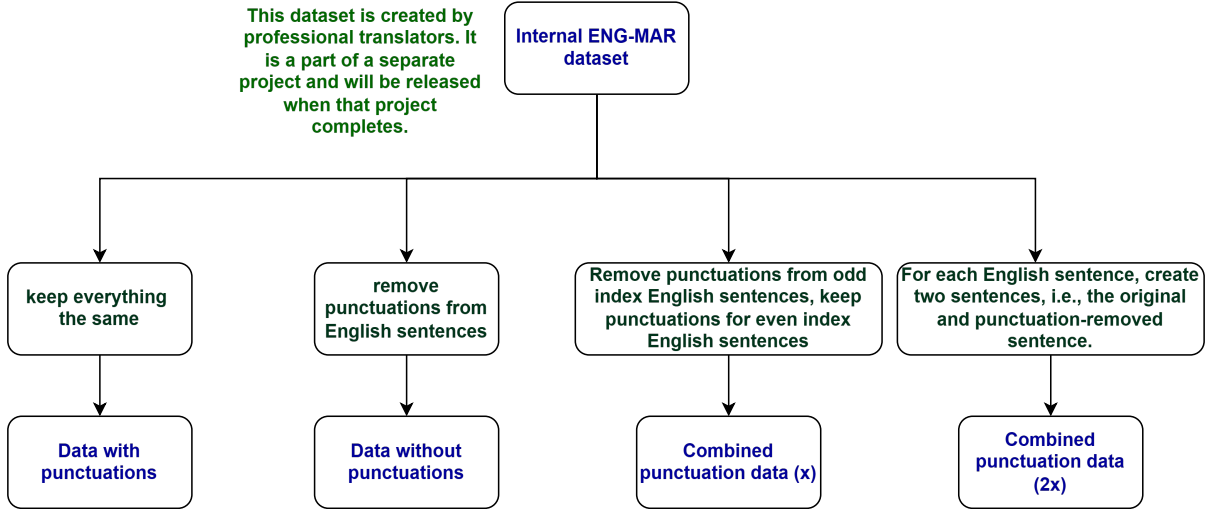 This dataset is created by
professional translators. It
is a part of a separate
project and will be released
when that project
completes.
Internal ENG-MAR
dataset
keep everything
the same
remove
punctuations from
English sentences
Remove punctuations from odd
index English sentences, keep
punctuations for even index
English sentences
For each English sentence, create
two sentences, i.e., the original
and punctuation-removed
sentence.
Data with
punctuations
Data without
punctuations
Combined
punctuation data (x)
Combined
punctuation data
(2x)